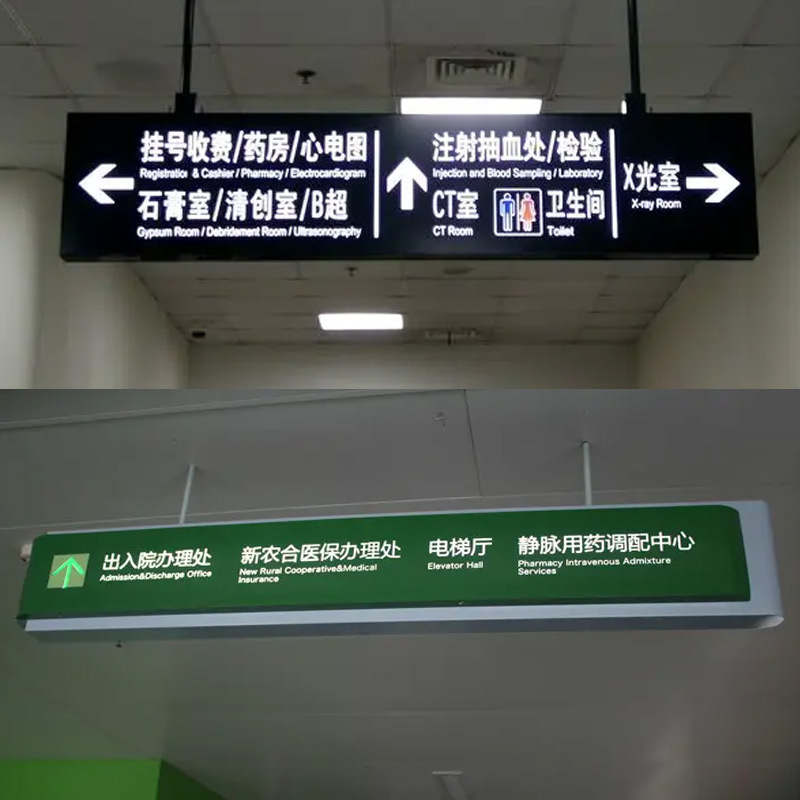 挂号收费/药房/心电图
Registration & Cashier / Pharmacy / Electrocardiogram
石膏室/清创室/B超
Gypsum Room / Debridement Room / Ultrasonography
注射抽血处/检验
Injection and Blood Sampling / Laboratory
CT室
CT Room
卫生间
Toilet
X光室
X-ray Room
出入院办理处
Admission&Discharge Office
新农合医保办理处
New Rural Cooperative&Medical
Insurance
电梯厅
Elevator Hall
静脉用药调配中心
Pharmacy Intravenous Admixture
Services